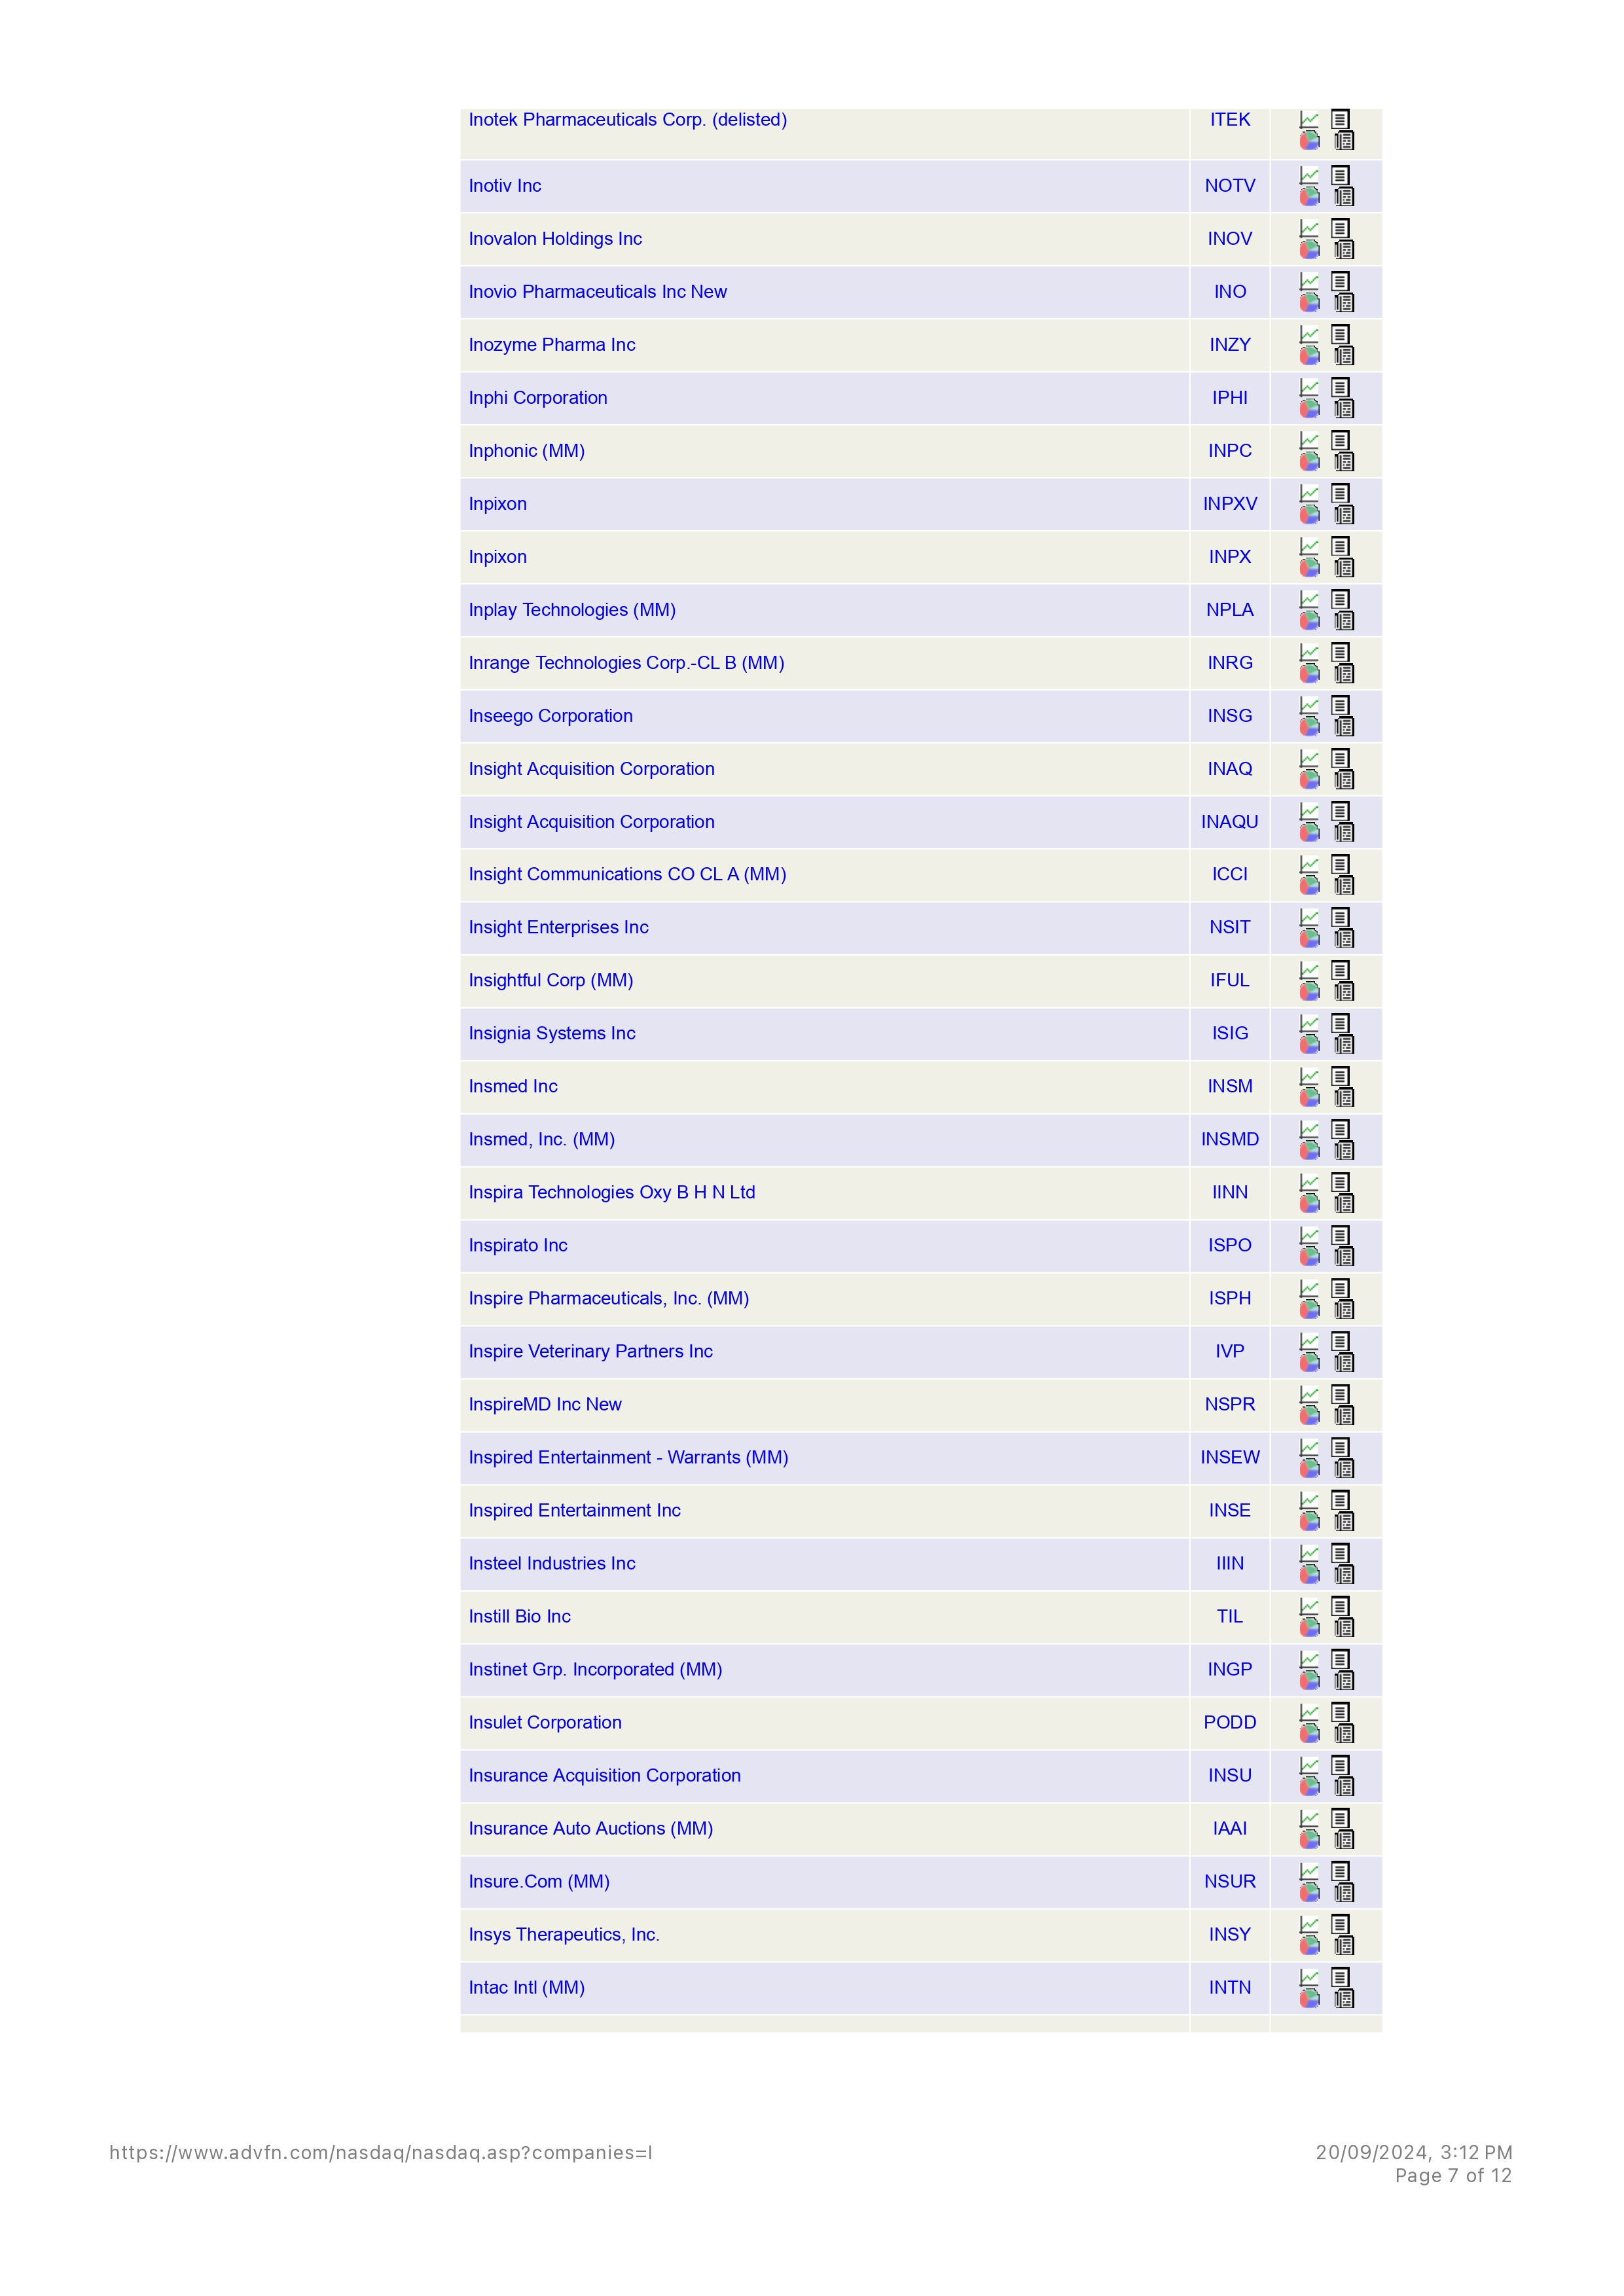 Inotek Pharmaceuticals Corp. (delisted) ITEK
Inotiv Inc NOTV
Inovalon Holdings Inc INOV
Inovio Pharmaceuticals Inc New INO
Inozyme Pharma Inc INZY
Inphi Corporation IPHI
Inphonic (MM) INPC
Inpixon INPXV
Inpixon INPX
Inplay Technologies (MM) NPLA
Inrange Technologies Corp.-CL B (MM) INRG
Inseego Corporation INSG
Insight Acquisition Corporation INAQ
Insight Acquisition Corporation INAQU
Insight Communications CO CL A (MM) ICCI
Insight Enterprises Inc NSIT
Insightful Corp (MM) IFUL
Insignia Systems Inc ISIG
Insmed Inc INSM
Insmed, Inc. (MM) INSMD
Inspira Technologies Oxy B H N Ltd IINN
Inspirato Inc ISPO
Inspire Pharmaceuticals, Inc. (MM) ISPH
Inspire Veterinary Partners Inc IVP
InspireMD Inc New NSPR
Inspired Entertainment - Warrants (MM) INSEW
Inspired Entertainment Inc INSE
Insteel Industries Inc IIIN
Instill Bio Inc TIL
Instinet Grp. Incorporated (MM) INGP
Insulet Corporation PODD
Insurance Acquisition Corporation INSU
Insurance Auto Auctions (MM) IAAI
Insure.Com (MM) NSUR
Insys Therapeutics, Inc. INSY
Intac Intl (MM) INTN
https://www.advfn.com/nasdaq/nasdaq.asp?companies=I 20/09/2024, 3:12 PM
Page 7 of 12